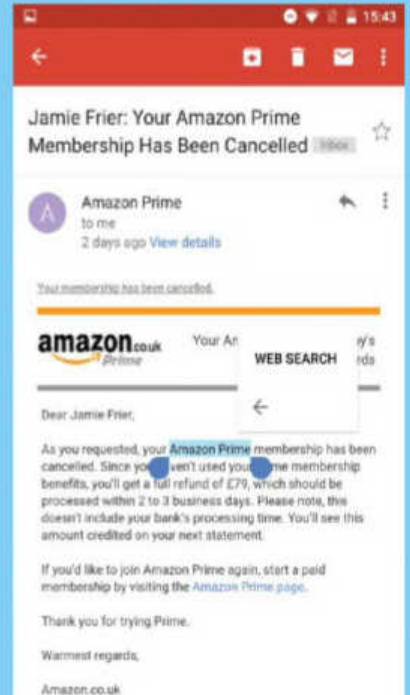 15:43
Jamie Frier: Your Amazon Prime
Membership Has Been Cancelled Inbox
A
Amazon Prime
to me
2 days ago View details
Your membership has been cancelled.
amazon.co.uk
Prime
Your Am
y's
rds
WEB SEARCH
Dear Jamie Frier,
As you requested, your Amazon Prime membership has been
cancelled. Since yo ven't used you me membership
benefits, you'll get a full refund of £79, which should be
processed within 2 to 3 business days. Please note, this
doesn't include your bank's processing time. You'll see this
amount credited on your next statement.
If you'd like to join Amazon Prime again, start a paid
membership by visiting the Amazon Prime page.
Thank you for trying Prime.
Warmest regards,
Amazon.co.uk